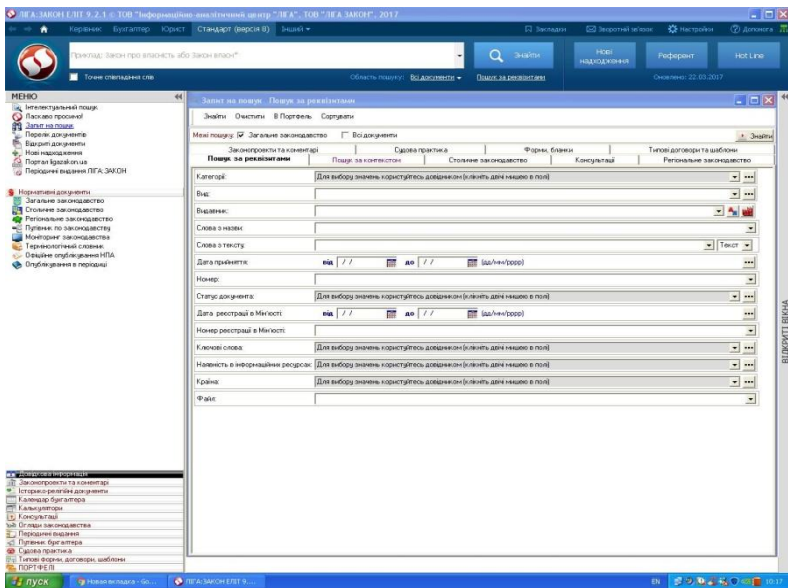 ЛІГА:ЗАКОН ЕЛІТ 9.2.1 © ТОВ "Інформаційно-аналітичний центр "ЛІГА", ТОВ "ЛІГА ЗАКОН", 2017
Керівник Бухгалтер Юрист Стандарт (версія 8) Інший
Закладки Зворотній зв'язок Настройки Допомога
Приклад: Закон про власність або Закон власн*
Знайти
Нові надходження
Референт
Hot Line
Точне співпадіння слів
Область пошуку: Всі документи
Пошук за реквізитами
Оновлено: 22.03.2017
МЕНЮ
Інтелектуальний пошук
Ласкаво просимо!
Запит на пошук
Перелік документів
Відкриті документи
Нові надходження
Портал ligazakon.ua
Періодичні видання ЛІГА:ЗАКОН
Нормативні документи
Загальне законодавство
Столичне законодавство
Регіональне законодавство
Путівник по законодавству
Моніторинг законодавства
Термінологічний словник
Офіційне опублікування НПА
Опублікування в періодиці
Довідкова інформація
Законопроекти та коментарі
Історико-релігійні документи
Календар бухгалтера
Калькулятори
Консультації
Огляди законодавства
Періодичні видання
Путівник бухгалтера
Судова практика
Типові форми, договори, шаблони
ПОРТФЕЛІ
Запит на пошук Пошук за реквізитами
Знайти Очистити В Портфель Сортувати
Межі пошуку: Загальне законодавство Всі документи
Знайти
Законопроекти та коментарі Судова практика Форми, бланки Типові договори та шаблони
Пошук за реквізитами Пошук за контекстом Столичне законодавство Консультації Регіональне законодавство
Категорії: Для вибору значень користуйтесь довідником (клікніть двічі мишею в полі)
Вид:
Видавник:
Слова з назви:
Слова з тексту: Текст
Дата прийняття: від / / до / / (дд/мм/рррр)
Номер:
Статус документа: Для вибору значень користуйтесь довідником (клікніть двічі мишею в полі)
Дата реєстрації в Мін'юсті від / / до / / (дд/мм/рррр)
Номер реєстрації в Мін'юсті
Ключові слова: Для вибору значень користуйтесь довідником (клікніть двічі мишею в полі)
Наявність в інформаційних ресурсах: Для вибору значень користуйтесь довідником (клікніть двічі мишею в полі)
Країна: Для вибору значень користуйтесь довідником (клікніть двічі мишею в полі)
Файл:
ВІДКРИТІ ВІКНА
пуск
Новая вкладка - Go...
ЛІГА:ЗАКОН ЕЛІТ 9....
EN
10:17